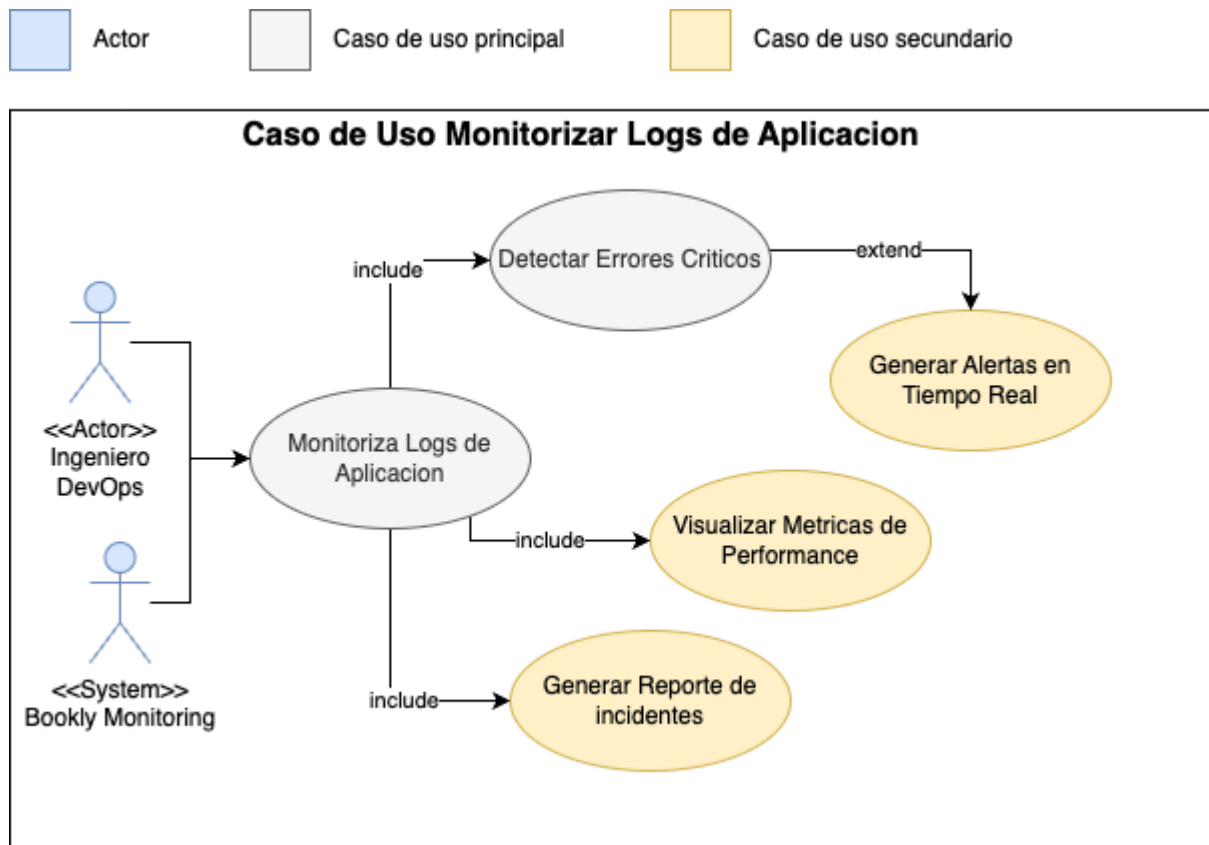 Actor
Caso de uso principal
Caso de uso secundario
Caso de Uso Monitorizar Logs de Aplicacion
Detectar Errores Criticos
extend
include
Generar Alertas en
Tiempo Real
<<Actor>>
Ingeniero
DevOps
Monitoriza Logs de
Aplicacion
include
Visualizar Metricas de
Performance
<<System>>
Bookly Monitoring
include
Generar Reporte de
incidentes